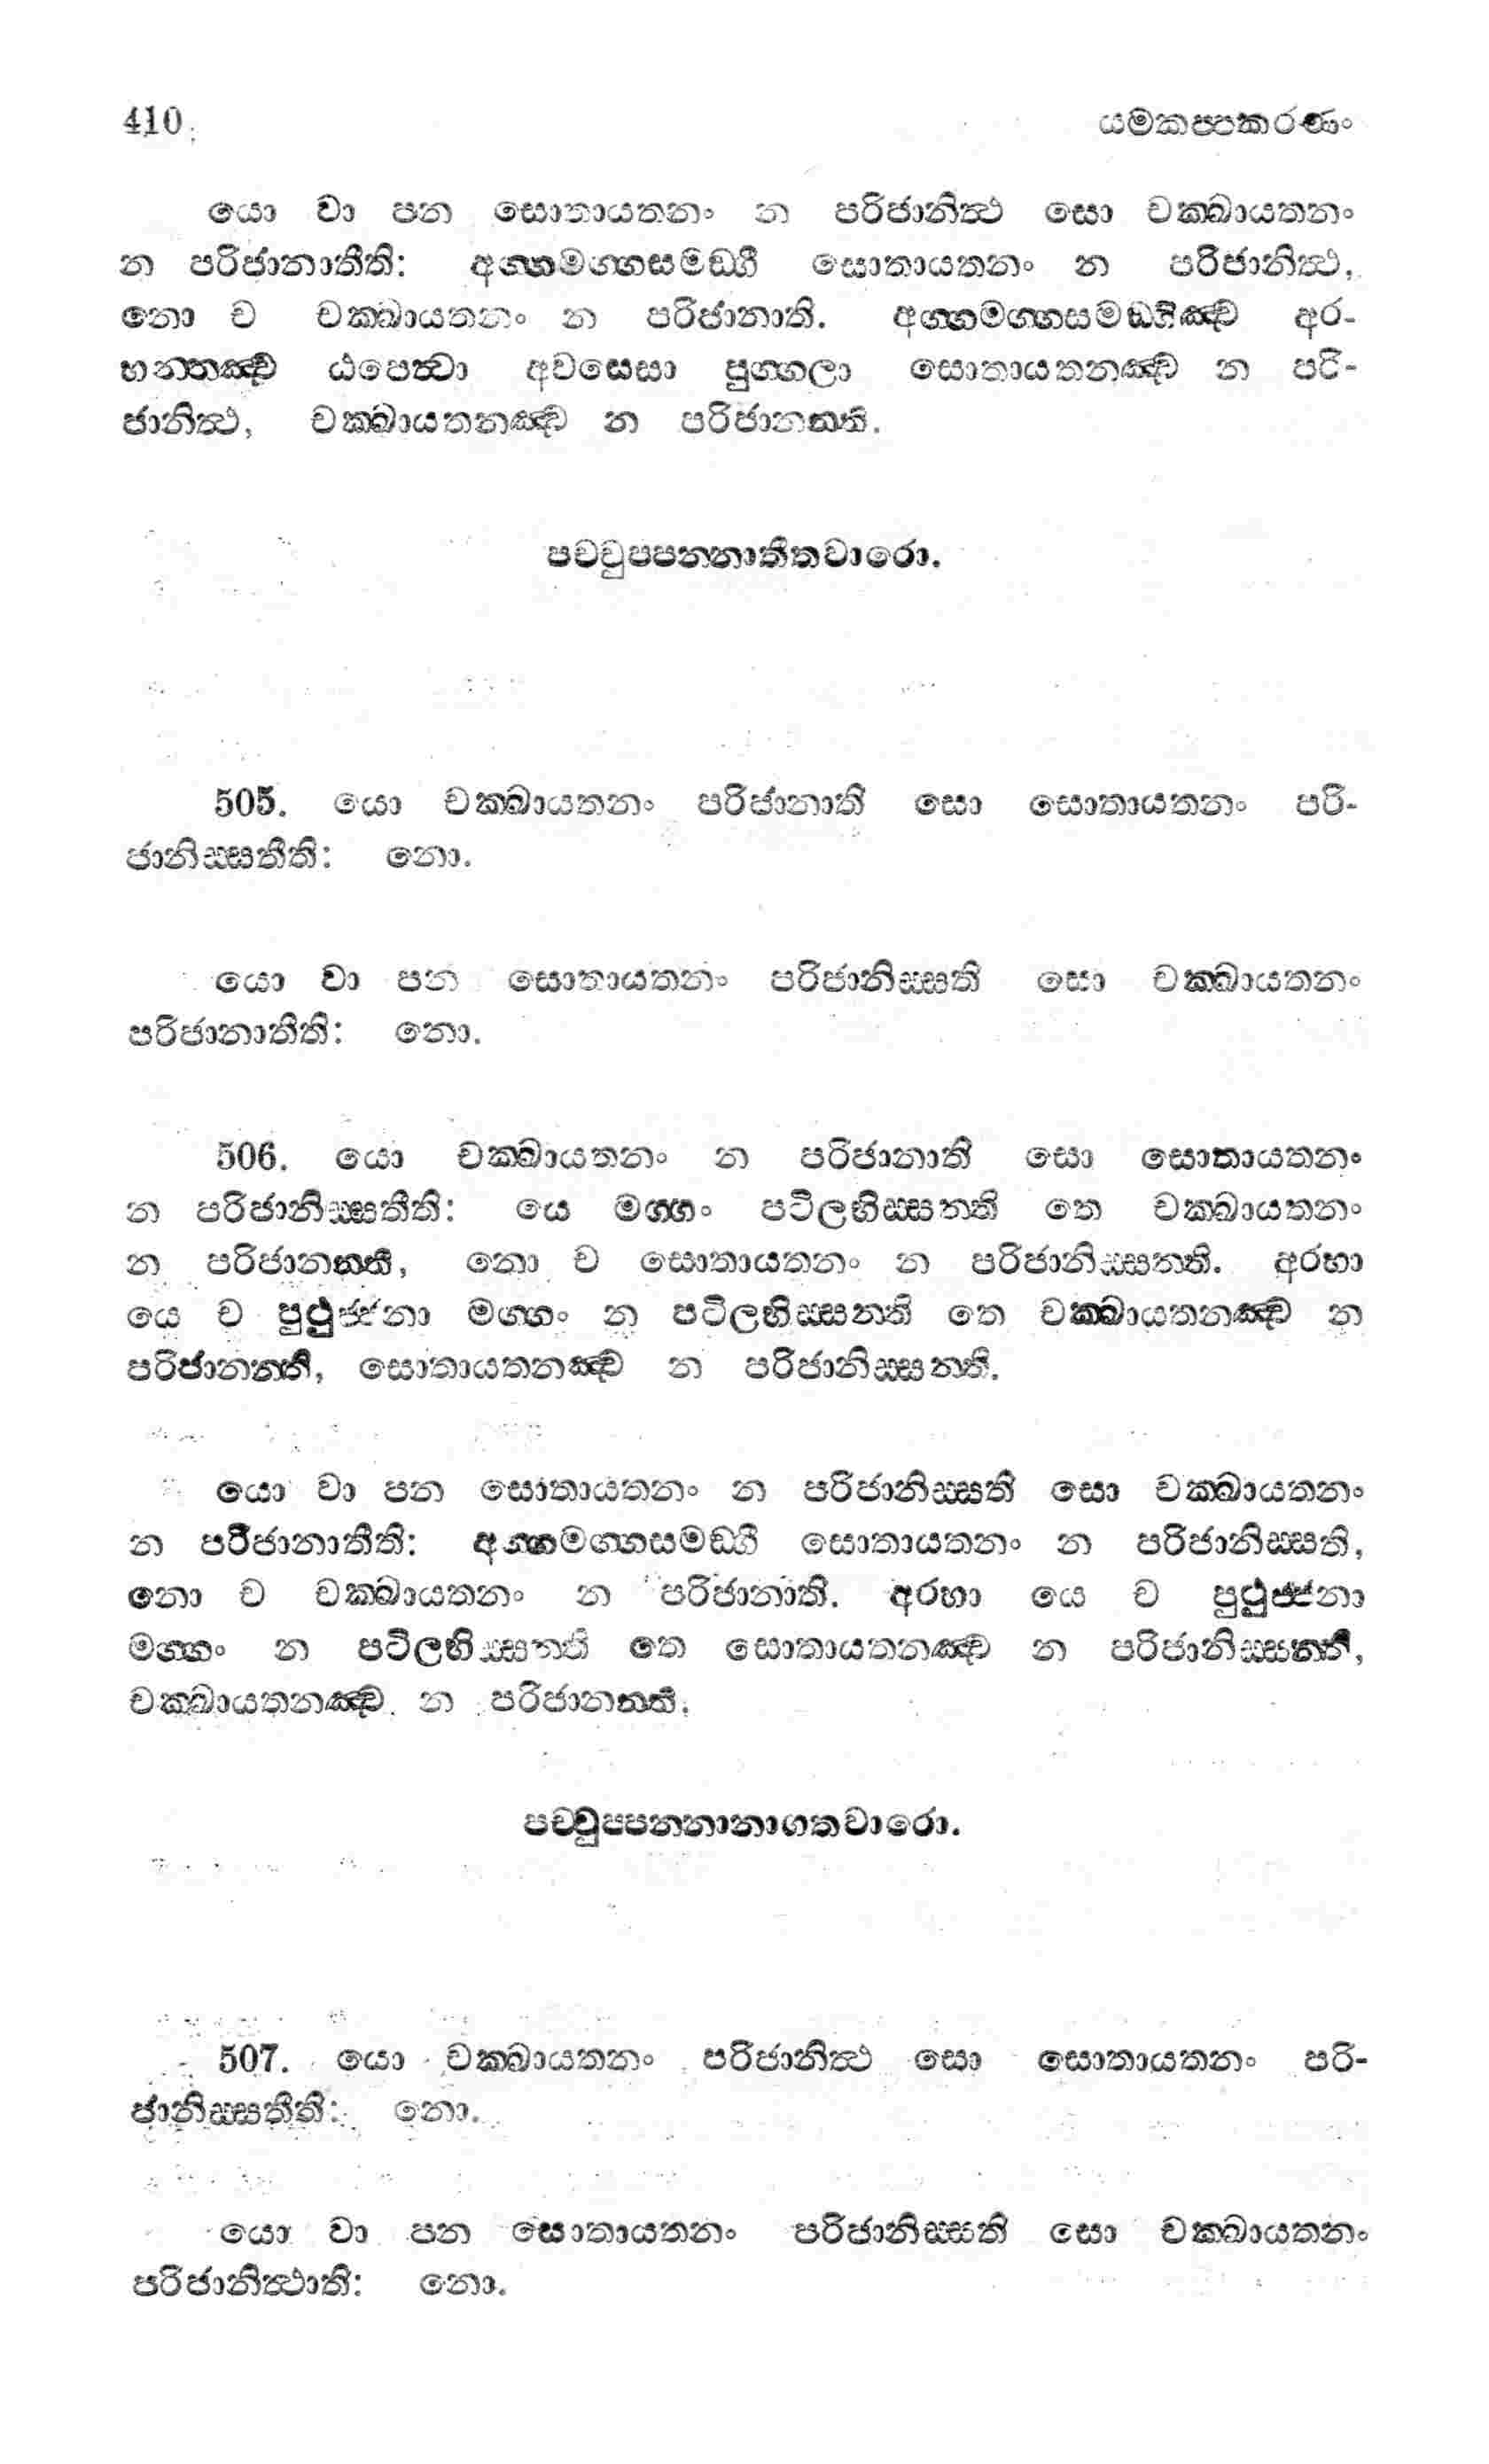 410
යමකප්පකරණං
යො වා පන සොතායතනං න පරිජානිත්ථ සො චක්ඛායතනං
න පරිජානාතීති: අග්ගමග්ගසමඞ්ගී සොතායතනං න පරිජානිත්ථ,
නො ච චක්ඛායතනං න පරිජානාති. අග්ගමග්ගසමඞ්ගිඤ්ච අර-
හන්තඤ්ච ඨපෙත්වා අවසෙසා පුග්ගලා සොතායතනඤ්ච න පරි-
ජානිත්ථ, චක්ඛායතනඤ්ච න පරිජානන්ති.
පච්චුප්පන්නාතීතවාරො.
505. යො චක්ඛායතනං පරිජානාති සො සොතායතනං පරි-
ජානිස්සතීති: නො.
යො වා පන සොතායතනං පරිජානිස්සති සො චක්ඛායතනං
පරිජානාතීති: නො.
506. යො චක්ඛායතනං න පරිජානාති සො සොතායතනං
න පරිජානිස්සතීති: යෙ මග්ගං පටිලභිස්සන්ති තෙ චක්ඛායතනං
න පරිජානන්ති, නො ච සොතායතනං න පරිජානිස්සන්ති. අරහා
යෙ ච පුථුජ්ජනා මග්ගං න පටිලභිස්සන්ති තෙ චක්ඛායතනඤ්ච න
පරිජානන්ති, සොතායතනඤ්ච න පරිජානිස්සන්ති.
යො වා පන සොතායතනං න පරිජානිස්සති සො චක්ඛායතනං
න පරිජානාතීති: අග්ගමග්ගසමඞ්ගී සොතායතනං න පරිජානිස්සති,
නො ච චක්ඛායතනං න පරිජානාති. අරහා යෙ ච පුථුජ්ජනා
මග්ගං න පටිලභිස්සන්ති තෙ සොතායතනඤ්ච න පරිජානිස්සන්ති,
චක්ඛායතනඤ්ච න පරිජානන්ති.
පච්චුප්පන්නානාගතවාරො.
507. යො චක්ඛායතනං පරිජානිත්ථ සො සොතායතනං පරි-
ජානිස්සතීති: නො.
යො වා පන සොතායතනං පරිජානිස්සති සො චක්ඛායතනං
පරිජානිත්ථාති: නො.